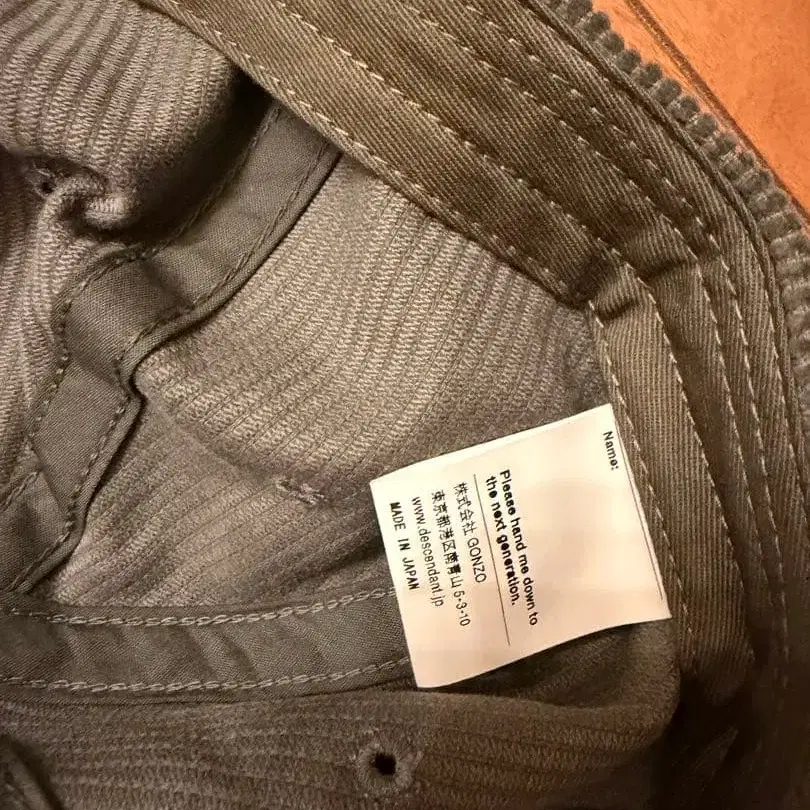 Name:
Please hand me down to
the next generation.
株式会社 GONZO
東京都港区南青山 5-3-10
www.descendant.jp
MADE IN JAPAN